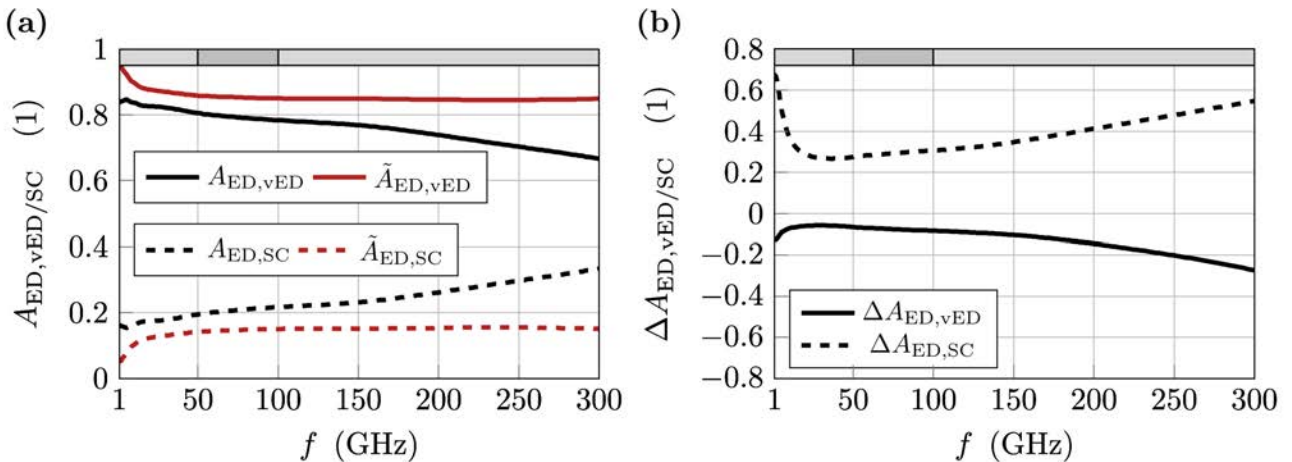 (a)
A_ED,vED/SC (1)
1
0.8
0.6
0.4
0.2
0
A_ED,vED Ã_ED,vED
A_ED,SC Ã_ED,SC
1 50 100 150 200 250 300
f (GHz)
(b)
ΔA_ED,vED/SC (1)
0.8
0.6
0.4
0.2
0
−0.2
−0.4
−0.6
−0.8
ΔA_ED,vED
ΔA_ED,SC
1 50 100 150 200 250 300
f (GHz)